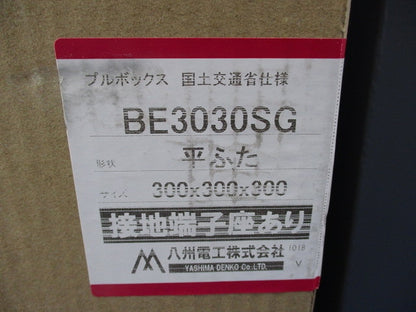 プルボックス 国土交通省仕様
BE3030SG
形状 平ふた
サイズ 300x300x300
接地端子座あり
八州電工株式会社 1018
YASHIMA DENKO Co.LTD. V